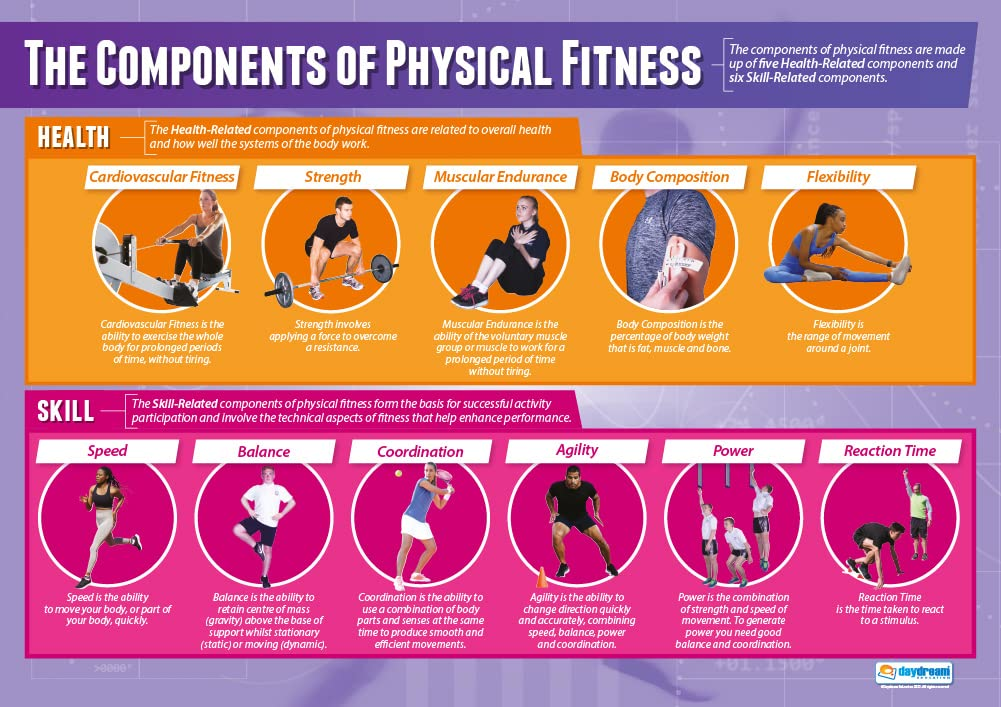 THE COMPONENTS OF PHYSICAL FITNESS
The components of physical fitness are made
up of five Health-Related components and
six Skill-Related components.
HEALTH
The Health-Related components of physical fitness are related to overall health
and how well the systems of the body work.
Cardiovascular Fitness
Cardiovascular Fitness is the
ability to exercise the whole
body for prolonged periods
of time, without tiring.
Strength
Strength involves
applying a force to overcome
a resistance.
Muscular Endurance
Muscular Endurance is the
ability of the voluntary muscle
group or muscle to work for a
prolonged period of time
without tiring.
Body Composition
Body Composition is the
percentage of body weight
that is fat, muscle and bone.
Flexibility
Flexibility is
the range of movement
around a joint.
SKILL
The Skill-Related components of physical fitness form the basis for successful activity
participation and involve the technical aspects of fitness that help enhance performance.
Speed
Speed is the ability
to move your body, or part of
your body, quickly.
Balance
Balance is the ability to
retain centre of mass
(gravity) above the base of
support whilst stationary
(static) or moving (dynamic).
Coordination
Coordination is the ability to
use a combination of body
parts and senses at the same
time to produce smooth and
efficient movements.
Agility
Agility is the ability to
change direction quickly
and accurately, combining
speed, balance, power
and coordination.
Power
Power is the combination
of strength and speed of
movement. To generate
power you need good
balance and coordination.
Reaction Time
Reaction Time
is the time taken to react
to a stimulus.
>0000°
+01.1500°
daydream
EDUCATION